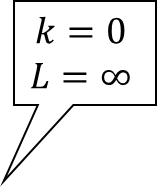 k = 0
L = ∞